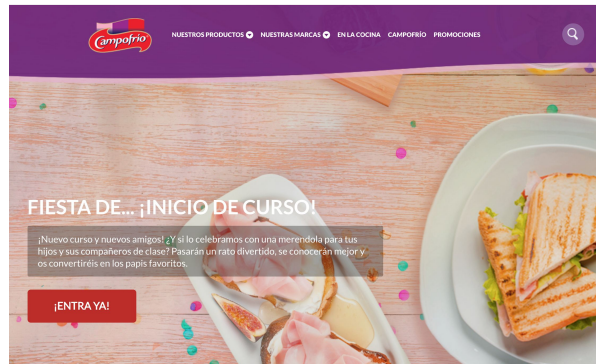 Campofrío
NUESTROS PRODUCTOS
NUESTRAS MARCAS
EN LA COCINA
CAMPOFRÍO
PROMOCIONES
FIESTA DE... ¡INICIO DE CURSO!
¡Nuevo curso y nuevos amigos! ¿Y si lo celebramos con una merendola para tus
hijos y sus compañeros de clase? Pasarán un rato divertido, se conocerán mejor y
os convertiréis en los papis favoritos.
¡ENTRA YA!